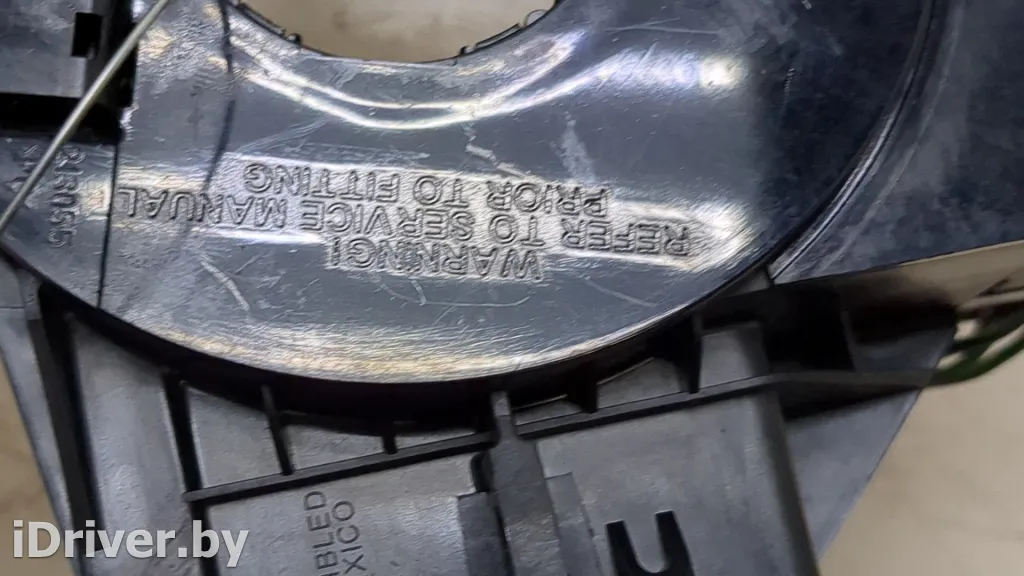 WARNING!
REFER TO SERVICE MANUAL
PRIOR TO FITTING
iDriver.by